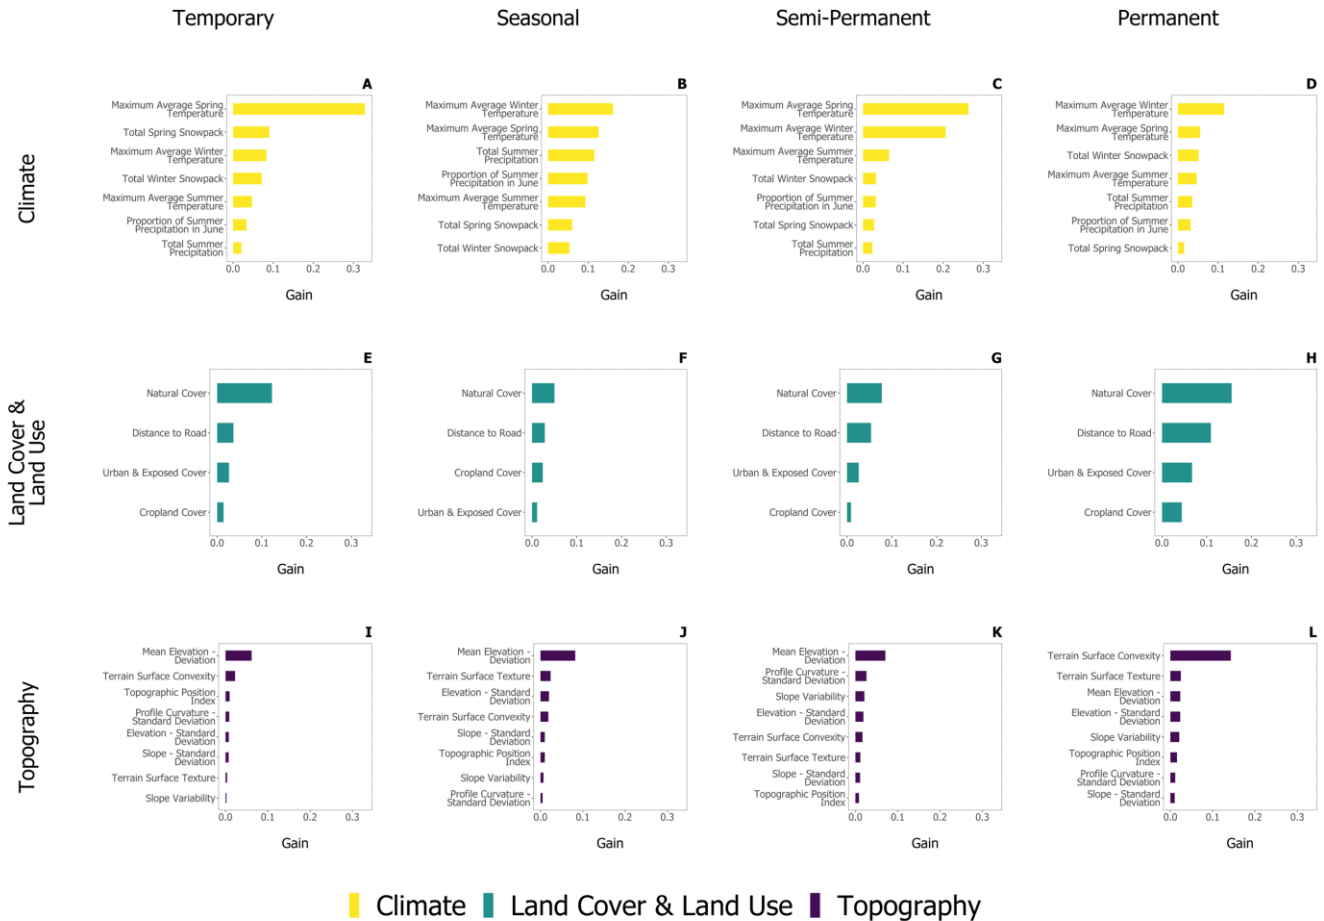 Temporary
Seasonal
Semi-Permanent
Permanent
Climate
A
Maximum Average Spring
Temperature
Total Spring Snowpack
Maximum Average Winter
Temperature
Total Winter Snowpack
Maximum Average Summer
Temperature
Proportion of Summer
Precipitation in June
Total Summer
Precipitation
0.0 0.1 0.2 0.3
Gain
B
Maximum Average Winter
Temperature
Maximum Average Spring
Temperature
Total Summer
Precipitation
Proportion of Summer
Precipitation in June
Maximum Average Summer
Temperature
Total Spring Snowpack
Total Winter Snowpack
0.0 0.1 0.2 0.3
Gain
C
Maximum Average Spring
Temperature
Maximum Average Winter
Temperature
Maximum Average Summer
Temperature
Total Winter Snowpack
Proportion of Summer
Precipitation in June
Total Spring Snowpack
Total Summer
Precipitation
0.0 0.1 0.2 0.3
Gain
D
Maximum Average Winter
Temperature
Maximum Average Spring
Temperature
Total Winter Snowpack
Maximum Average Summer
Temperature
Total Summer
Precipitation
Proportion of Summer
Precipitation in June
Total Spring Snowpack
0.0 0.1 0.2 0.3
Gain
Land Cover &
Land Use
E
Natural Cover
Distance to Road
Urban & Exposed Cover
Cropland Cover
0.0 0.1 0.2 0.3
Gain
F
Natural Cover
Distance to Road
Cropland Cover
Urban & Exposed Cover
0.0 0.1 0.2 0.3
Gain
G
Natural Cover
Distance to Road
Urban & Exposed Cover
Cropland Cover
0.0 0.1 0.2 0.3
Gain
H
Natural Cover
Distance to Road
Urban & Exposed Cover
Cropland Cover
0.0 0.1 0.2 0.3
Gain
Topography
I
Mean Elevation -
Deviation
Terrain Surface Convexity
Topographic Position
Index
Profile Curvature -
Standard Deviation
Elevation - Standard
Deviation
Slope - Standard
Deviation
Terrain Surface Texture
Slope Variability
0.0 0.1 0.2 0.3
Gain
J
Mean Elevation -
Deviation
Terrain Surface Texture
Elevation - Standard
Deviation
Terrain Surface Convexity
Slope - Standard
Deviation
Topographic Position
Index
Slope Variability
Profile Curvature -
Standard Deviation
0.0 0.1 0.2 0.3
Gain
K
Mean Elevation -
Deviation
Profile Curvature -
Standard Deviation
Slope Variability
Elevation - Standard
Deviation
Terrain Surface Convexity
Terrain Surface Texture
Slope - Standard
Deviation
Topographic Position
Index
0.0 0.1 0.2 0.3
Gain
L
Terrain Surface Convexity
Terrain Surface Texture
Mean Elevation -
Deviation
Elevation - Standard
Deviation
Slope Variability
Topographic Position
Index
Profile Curvature -
Standard Deviation
Slope - Standard
Deviation
0.0 0.1 0.2 0.3
Gain
Climate Land Cover & Land Use Topography